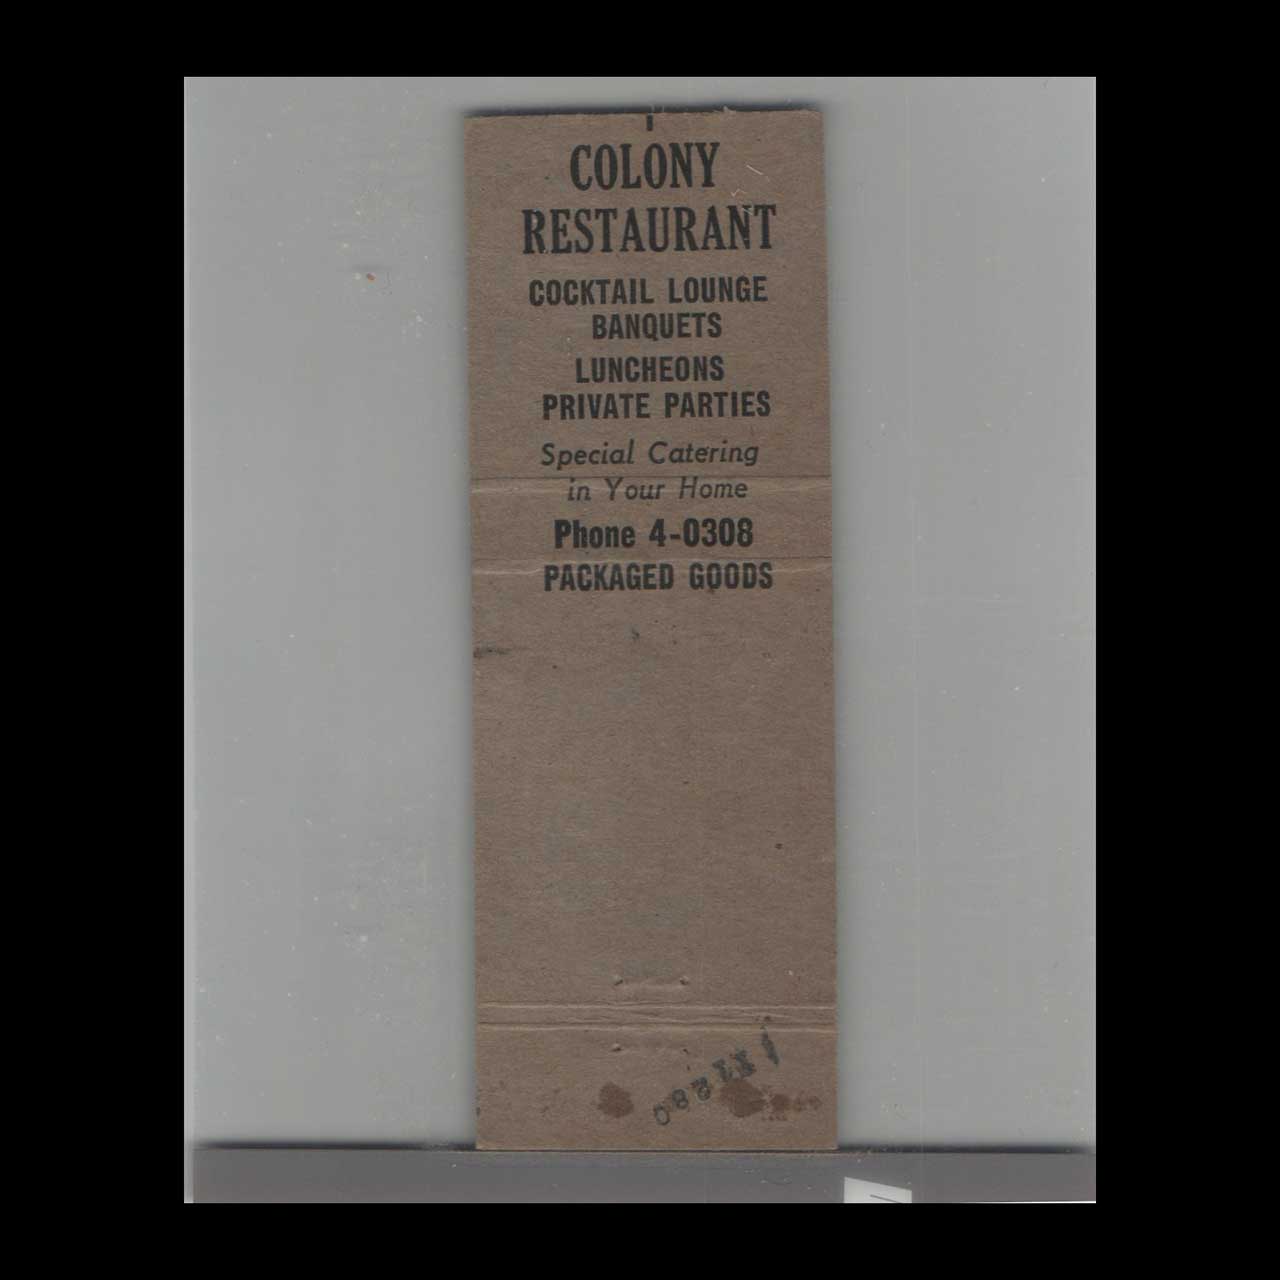 COLONY
RESTAURANT
COCKTAIL LOUNGE
BANQUETS
LUNCHEONS
PRIVATE PARTIES
Special Catering
in Your Home
Phone 4-0308
PACKAGED GOODS